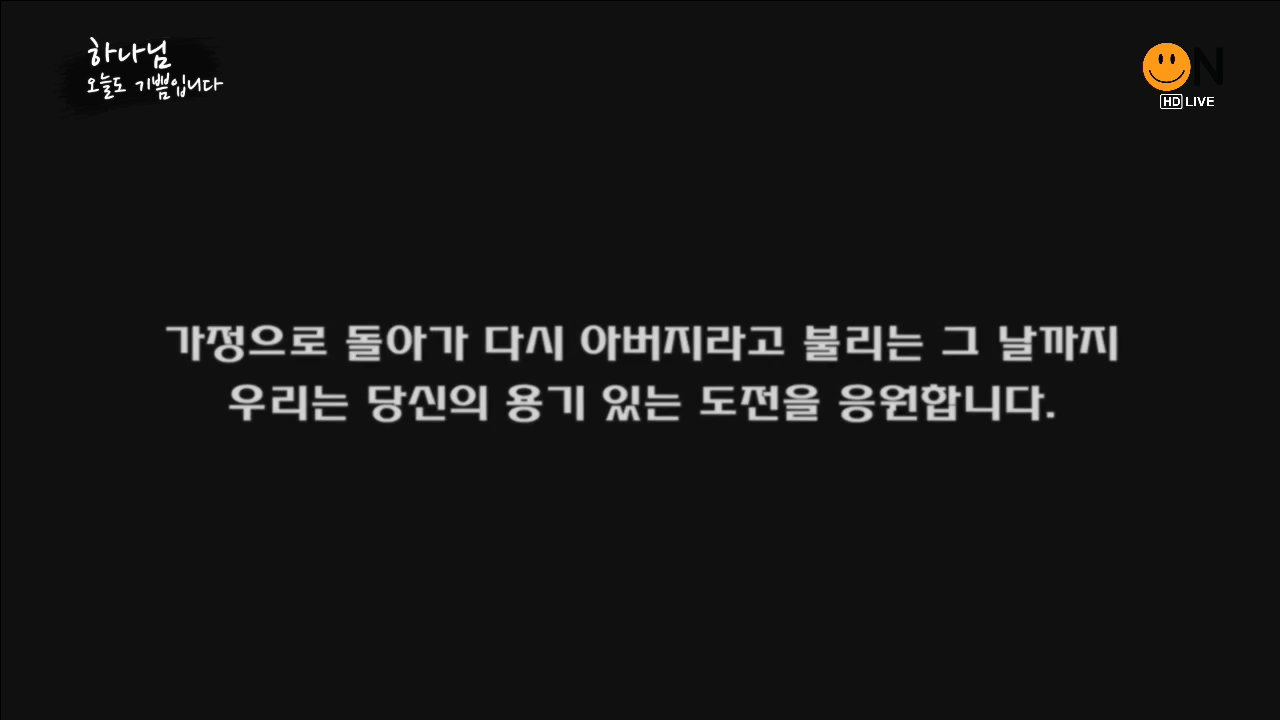 하나님
오늘도 기쁨입니다
ON
HD LIVE
가정으로 돌아가 다시 아버지라고 불리는 그 날까지
우리는 당신의 용기 있는 도전을 응원합니다.